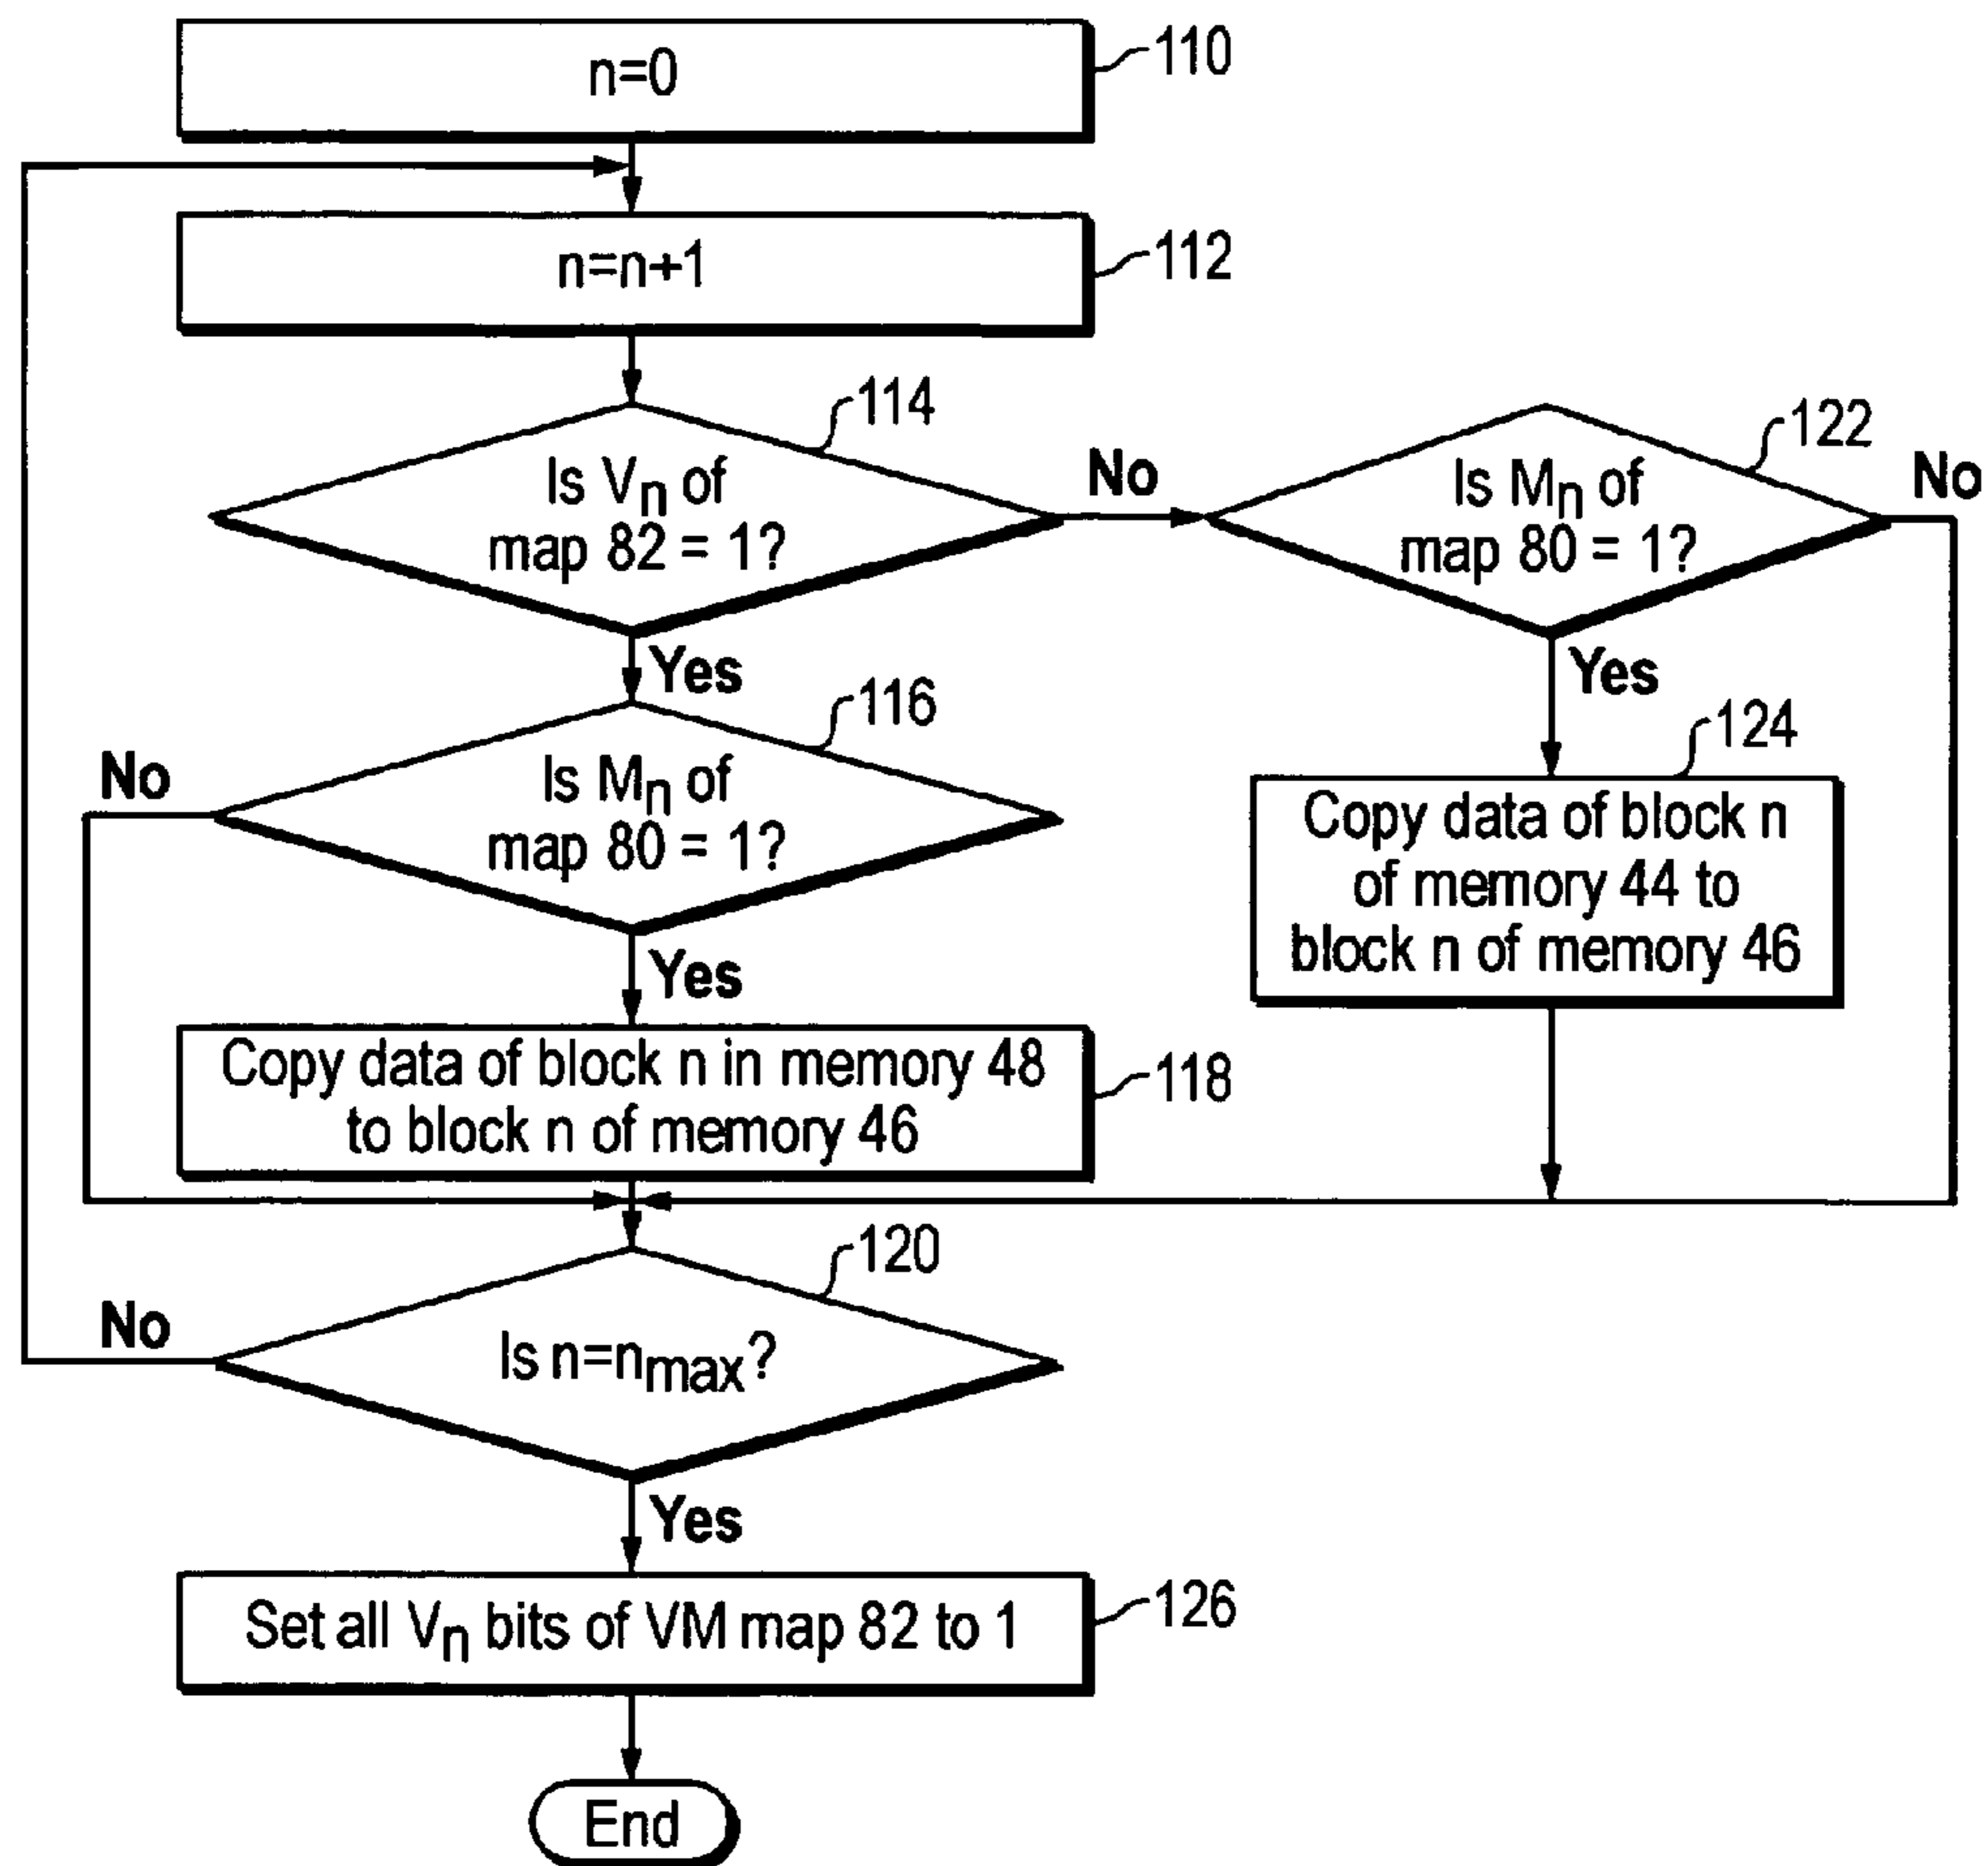 n=0
110
n=n+1
112
Is Vn of
map 82 = 1?
114
No
Is Mn of
map 80 = 1?
122
No
Yes
Yes
Is Mn of
map 80 = 1?
116
No
124
Copy data of block n
of memory 44 to
block n of memory 46
Yes
Copy data of block n in memory 48
to block n of memory 46
118
120
Is n=nmax?
No
Yes
Set all Vn bits of VM map 82 to 1
126
End